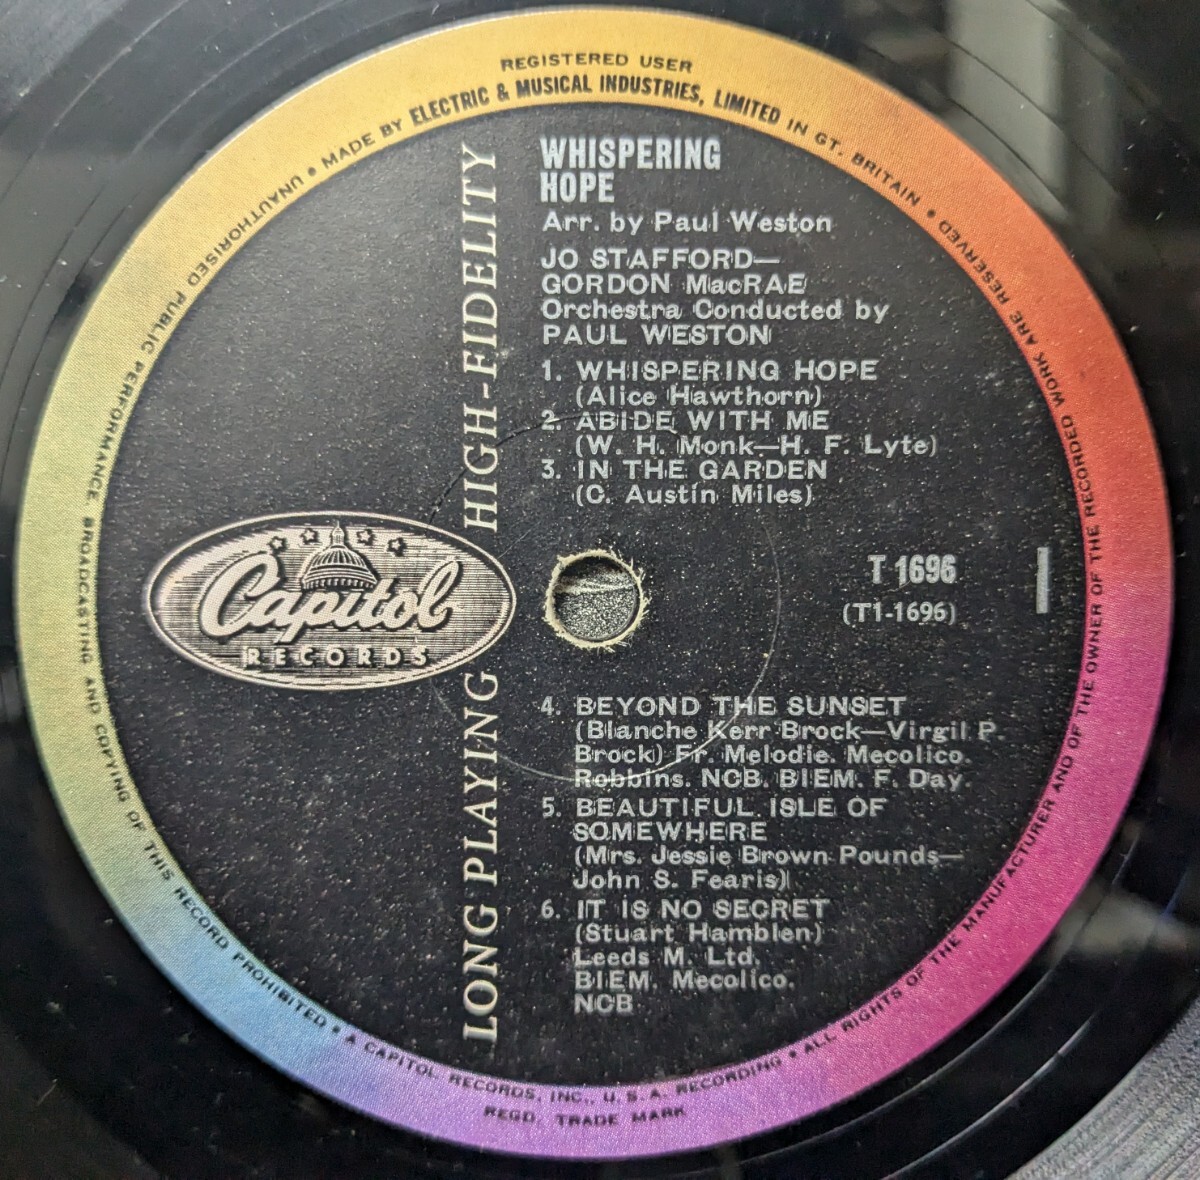 REGISTERED USER
UNAUTHORISED PUBLIC PERFORMANCE, BROADCASTING AND COPYING OF THIS RECORD PROHIBITED • A CAPITOL RECORDS, INC., U.S.A. RECORDING • ALL RIGHTS OF THE MANUFACTURER AND OF THE OWNER OF THE RECORDED WORK ARE RESERVED •
MADE BY ELECTRIC & MUSICAL INDUSTRIES, LIMITED IN GT. BRITAIN •
REGD. TRADE MARK
LONG PLAYING HIGH-FIDELITY
Capitol
RECORDS
WHISPERING
HOPE
Arr. by Paul Weston
JO STAFFORD—
GORDON MacRAE
Orchestra Conducted by
PAUL WESTON
1. WHISPERING HOPE
(Alice Hawthorn)
2. ABIDE WITH ME
(W. H. Monk—H. F. Lyte)
3. IN THE GARDEN
(C. Austin Miles)
T 1696
(T1-1696)
1
4. BEYOND THE SUNSET
(Blanche Kerr Brock—Virgil P.
Brock) Fr. Melodie. Mecolico.
Robbins. NCB. BIEM. F. Day.
5. BEAUTIFUL ISLE OF
SOMEWHERE
(Mrs. Jessie Brown Pounds—
John S. Fearis)
6. IT IS NO SECRET
(Stuart Hamblen)
Leeds M. Ltd.
BIEM. Mecolico.
NCB